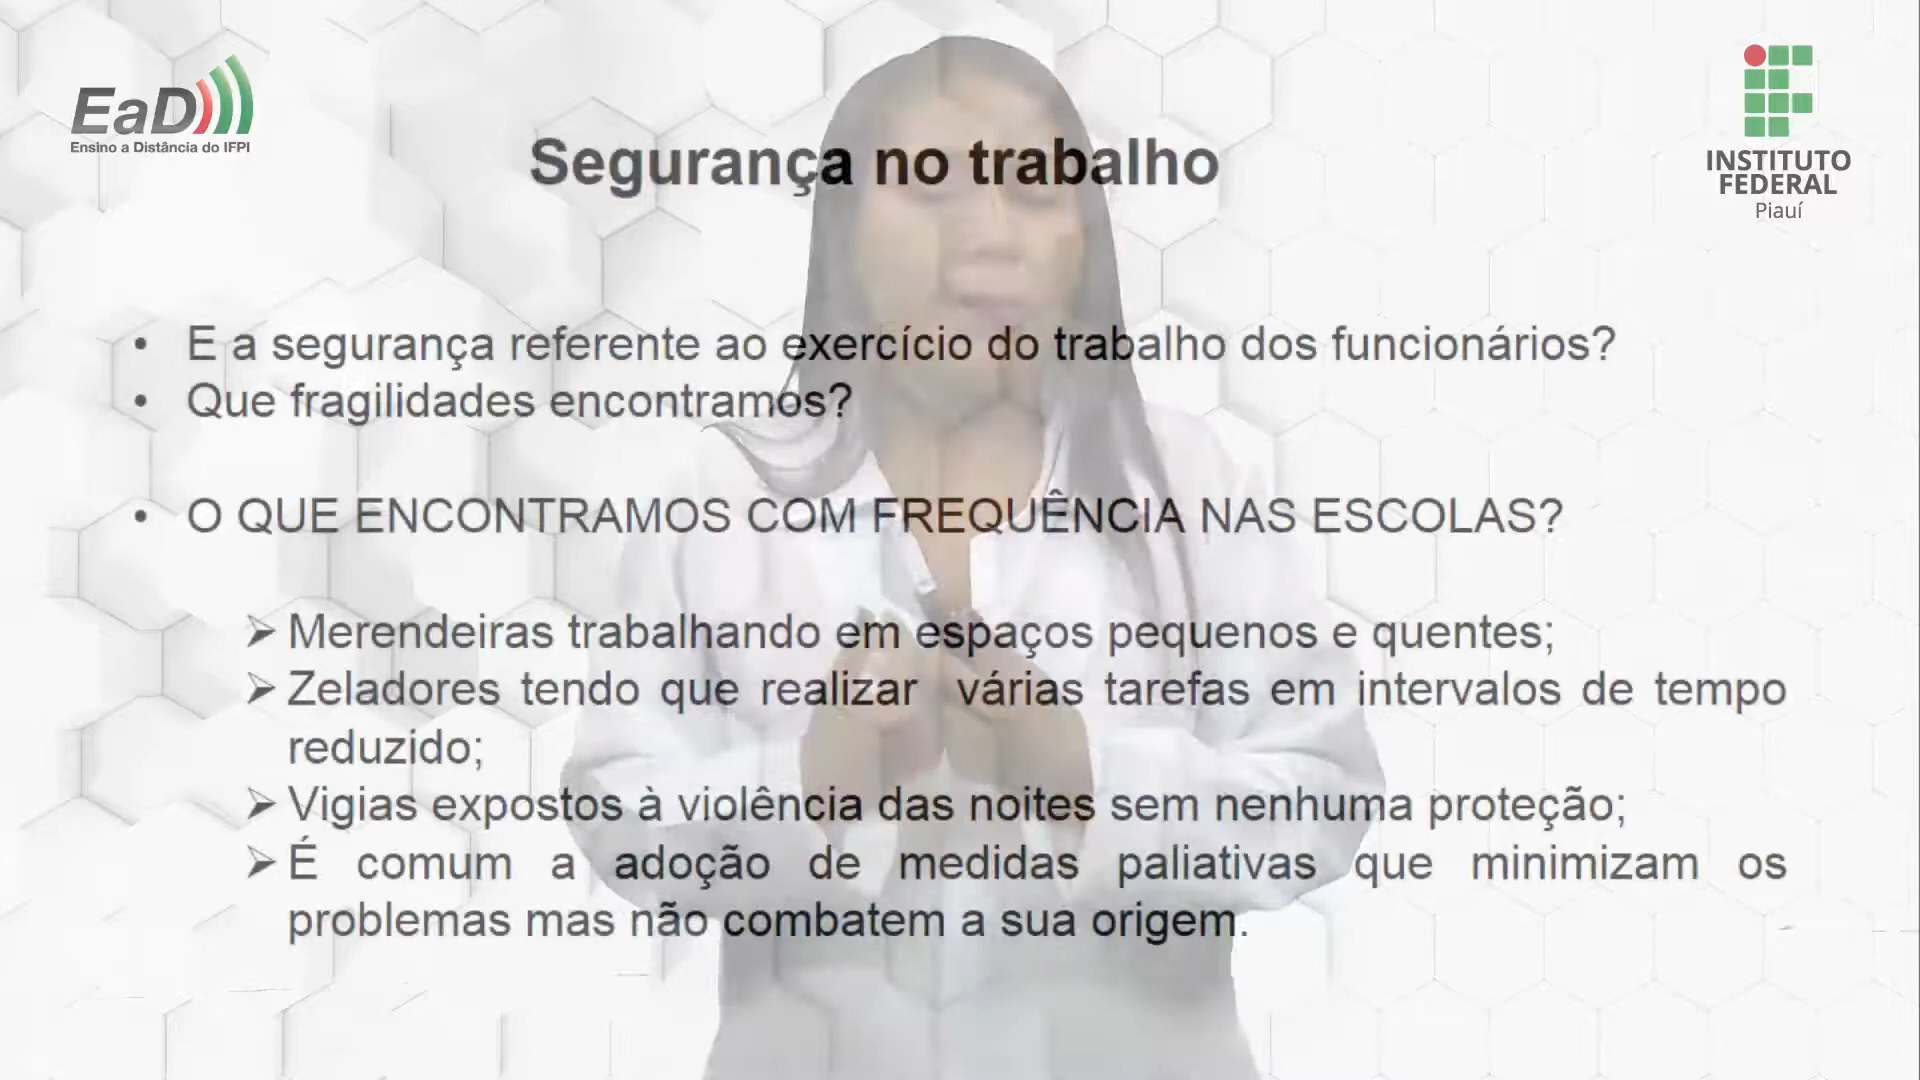 EaD
Ensino a Distância do IFPI
INSTITUTO
FEDERAL
Piauí
Segurança no trabalho
• E a segurança referente ao exercício do trabalho dos funcionários?
• Que fragilidades encontramos?
• O QUE ENCONTRAMOS COM FREQUÊNCIA NAS ESCOLAS?
➢ Merendeiras trabalhando em espaços pequenos e quentes;
➢ Zeladores tendo que realizar várias tarefas em intervalos de tempo
reduzido;
➢ Vigias expostos à violência das noites sem nenhuma proteção;
➢ É comum a adoção de medidas paliativas que minimizam os
problemas mas não combatem a sua origem.